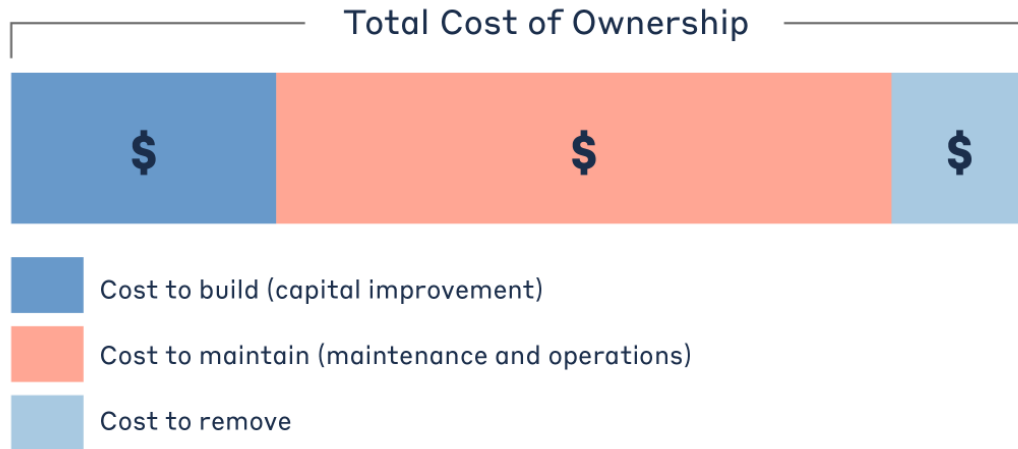 Total Cost of Ownership
$ $ $
Cost to build (capital improvement)
Cost to maintain (maintenance and operations)
Cost to remove